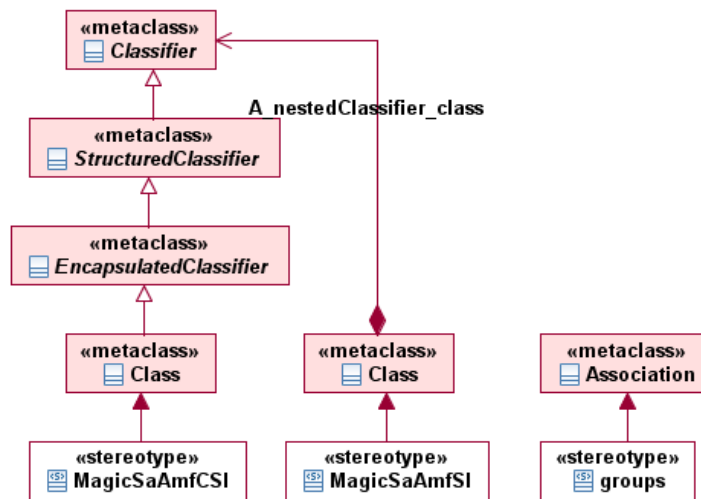 «metaclass»
Classifier
A_nestedClassifier_class
«metaclass»
StructuredClassifier
«metaclass»
EncapsulatedClassifier
«metaclass»
Class
«metaclass»
Class
«metaclass»
Association
«stereotype»
MagicSaAmfCSI
«stereotype»
MagicSaAmfSI
«stereotype»
groups